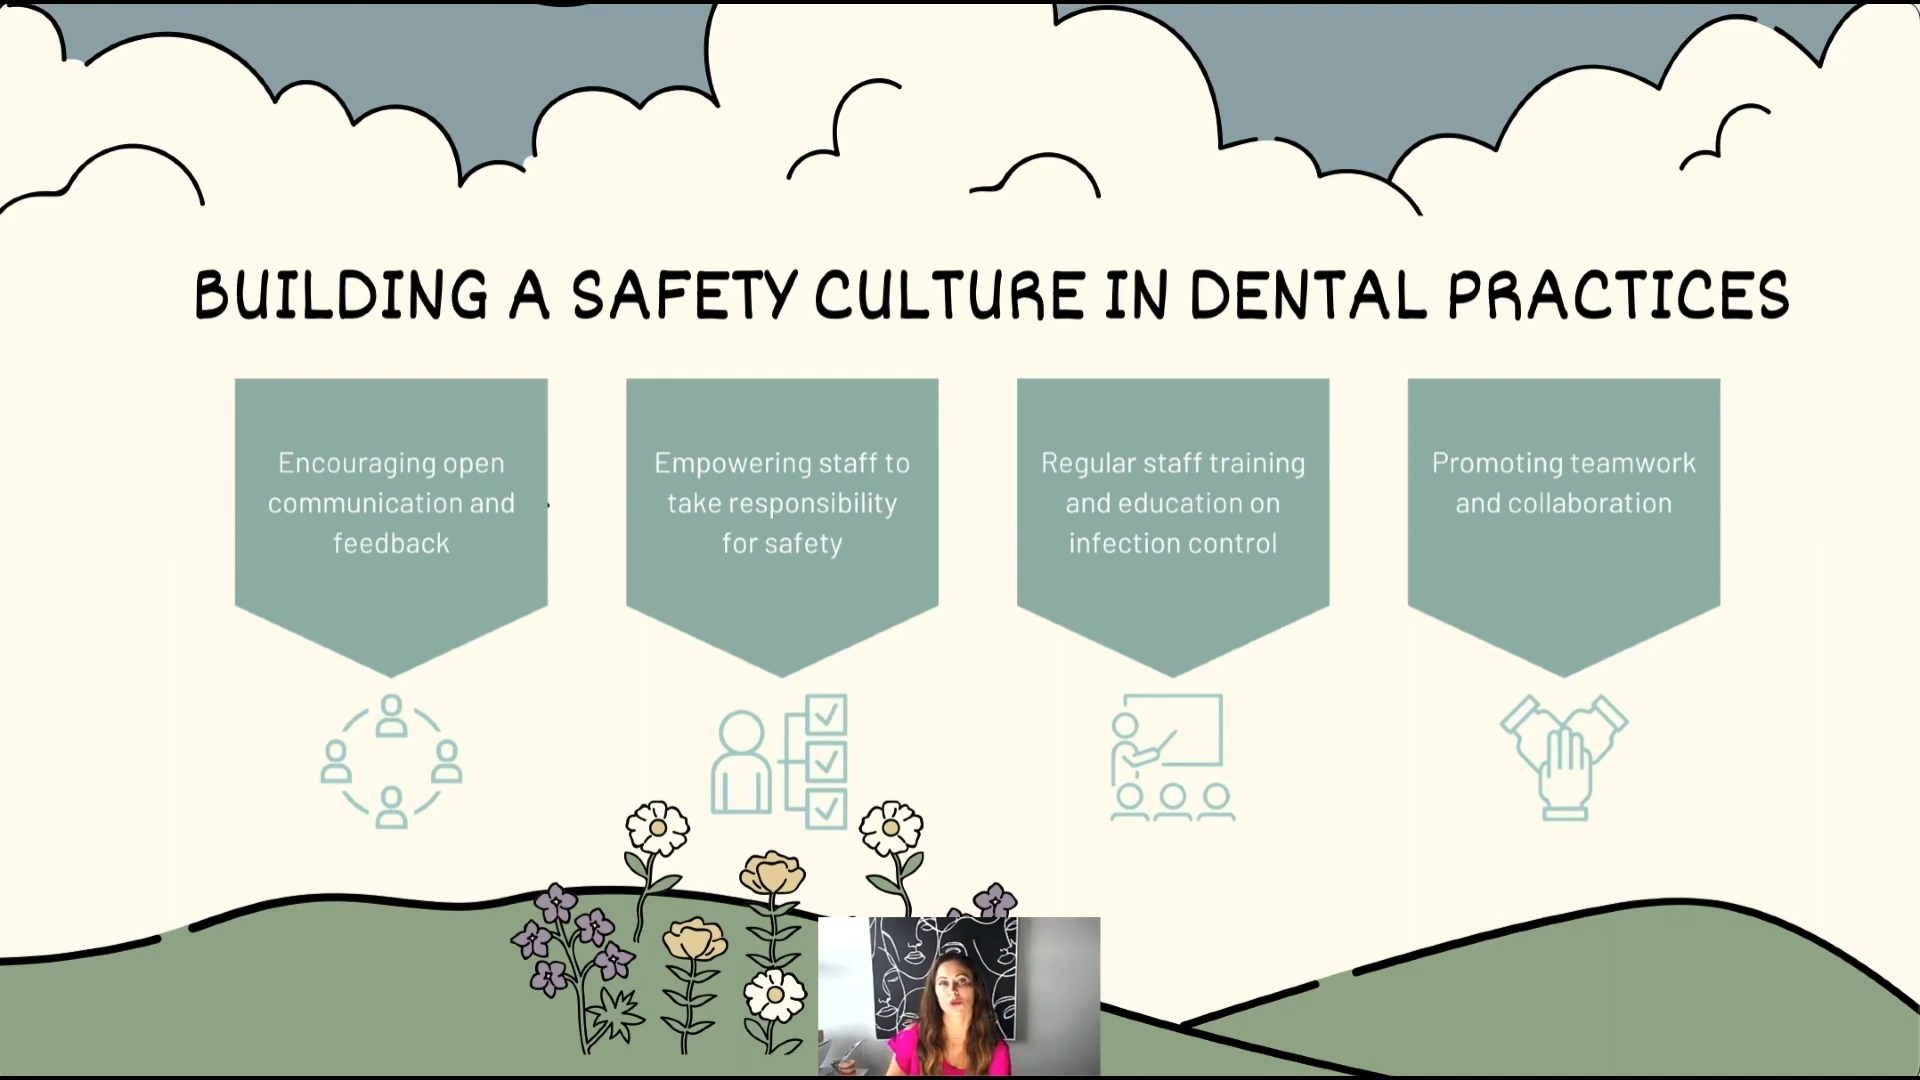 BUILDING A SAFETY CULTURE IN DENTAL PRACTICES
Encouraging open
communication and
feedback
Empowering staff to
take responsibility
for safety
Regular staff training
and education on
infection control
Promoting teamwork
and collaboration